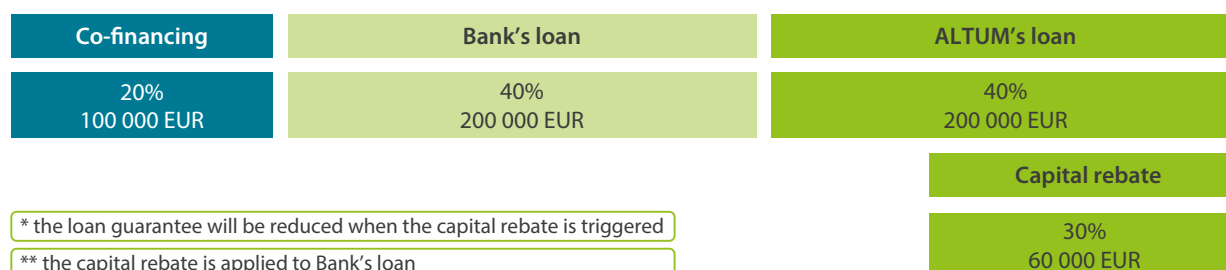 Co-financing
Bank's loan
ALTUM's loan
20%
100 000 EUR
40%
200 000 EUR
40%
200 000 EUR
Capital rebate
30%
60 000 EUR
* the loan guarantee will be reduced when the capital rebate is triggered
** the capital rebate is applied to Bank's loan